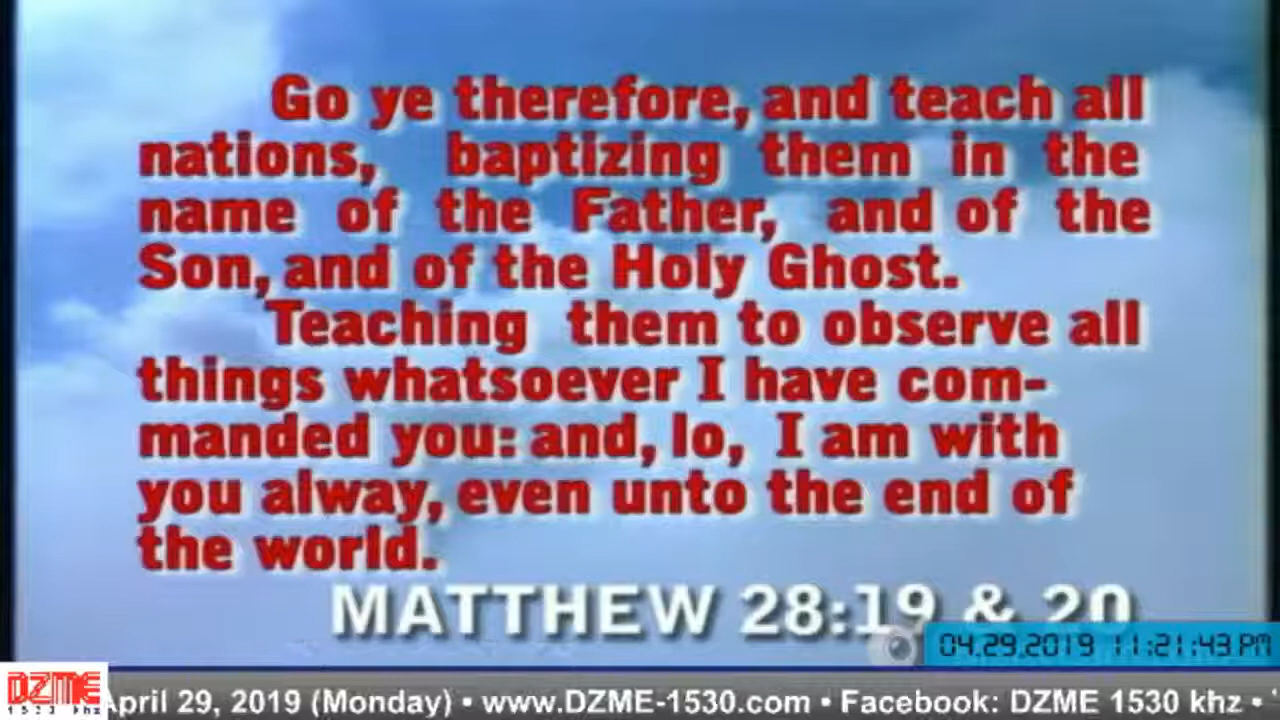 Go ye therefore, and teach all
nations, baptizing them in the
name of the Father, and of the
Son, and of the Holy Ghost.
Teaching them to observe all
things whatsoever I have com-
manded you: and, lo, I am with
you alway, even unto the end of
the world.
MATTHEW 28:19 & 20
04.29.2019 11:21:43 PM
DZME
1530 khz
April 29, 2019 (Monday) • www.DZME-1530.com • Facebook: DZME 1530 khz •